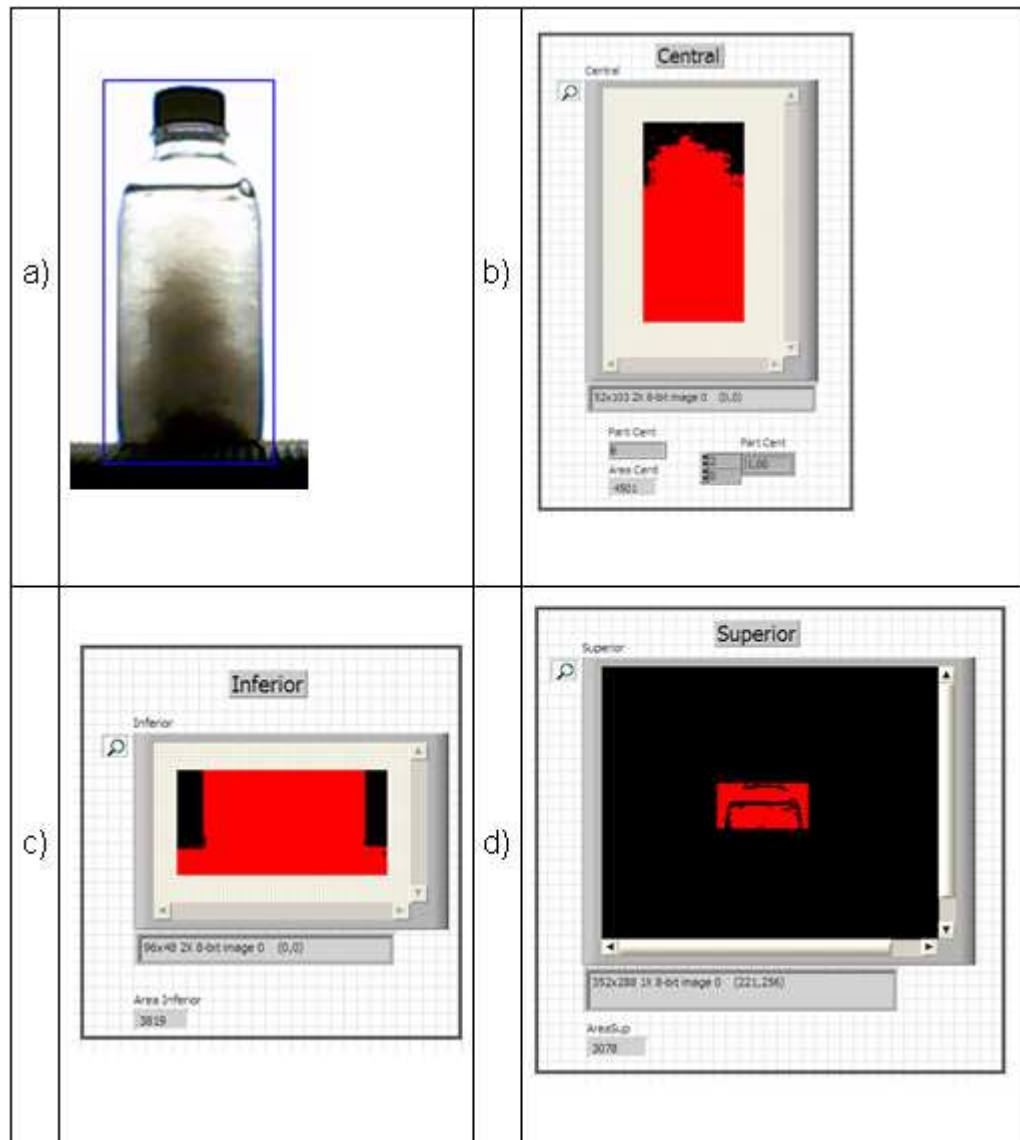 a)
b)
Central
Central
52x103 2X 8-bit image 0 (0,0)
Part Cent
Part Cent
1,00
Area Cent
4501
c)
Inferior
Inferior
96x48 2X 8-bit image 0 (0,0)
Area Inferior
3819
d)
Superior
Superior
352x288 1X 8-bit image 0 (221,256)
AreaSup
3078